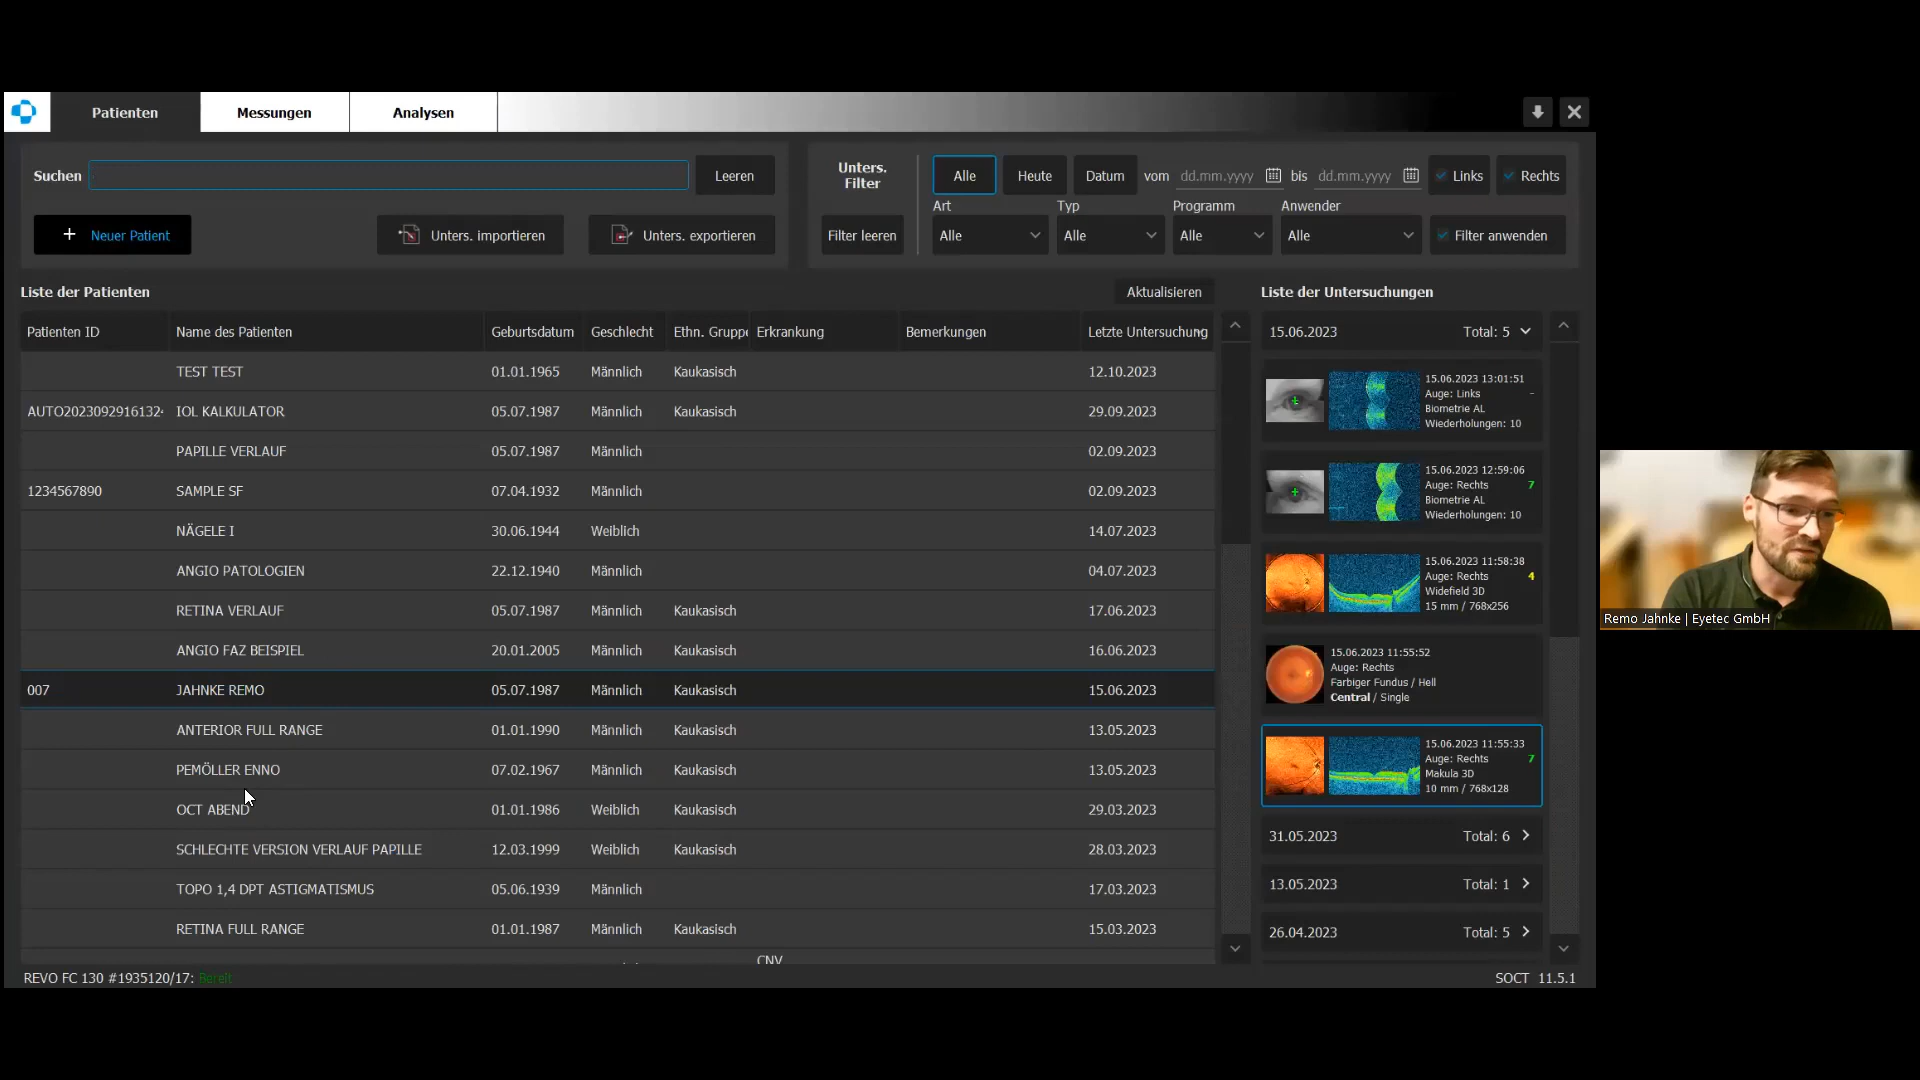 Patienten Messungen Analysen
Suchen Leeren
+ Neuer Patient Unters. importieren Unters. exportieren
Unters. Filter
Filter leeren
Alle Heute Datum vom dd.mm.yyyy bis dd.mm.yyyy Links Rechts
Art Typ Programm Anwender
Alle Alle Alle Alle Filter anwenden
Liste der Patienten Aktualisieren
Patienten ID Name des Patienten Geburtsdatum Geschlecht Ethn. Gruppe Erkrankung Bemerkungen Letzte Untersuchung
TEST TEST 01.01.1965 Männlich Kaukasisch 12.10.2023
AUTO2023092916132 IOL KALKULATOR 05.07.1987 Männlich Kaukasisch 29.09.2023
PAPILLE VERLAUF 05.07.1987 Männlich 02.09.2023
1234567890 SAMPLE SF 07.04.1932 Männlich 02.09.2023
NÄGELE I 30.06.1944 Weiblich 14.07.2023
ANGIO PATOLOGIEN 22.12.1940 Männlich 04.07.2023
RETINA VERLAUF 05.07.1987 Männlich Kaukasisch 17.06.2023
ANGIO FAZ BEISPIEL 20.01.2005 Männlich Kaukasisch 16.06.2023
007 JAHNKE REMO 05.07.1987 Männlich Kaukasisch 15.06.2023
ANTERIOR FULL RANGE 01.01.1990 Männlich Kaukasisch 13.05.2023
PEMÖLLER ENNO 07.02.1967 Männlich Kaukasisch 13.05.2023
OCT ABEND 01.01.1986 Weiblich Kaukasisch 29.03.2023
SCHLECHTE VERSION VERLAUF PAPILLE 12.03.1999 Weiblich Kaukasisch 28.03.2023
TOPO 1,4 DPT ASTIGMATISMUS 05.06.1939 Männlich 17.03.2023
RETINA FULL RANGE 01.01.1987 Männlich Kaukasisch 15.03.2023
CNV
Liste der Untersuchungen
15.06.2023 Total: 5
15.06.2023 13:01:51
Auge: Links -
Biometrie AL
Wiederholungen: 10
15.06.2023 12:59:06
Auge: Rechts 7
Biometrie AL
Wiederholungen: 10
15.06.2023 11:58:38
Auge: Rechts 4
Widefield 3D
15 mm / 768x256
15.06.2023 11:55:52
Auge: Rechts
Farbiger Fundus / Hell
Central / Single
15.06.2023 11:55:33
Auge: Rechts 7
Makula 3D
10 mm / 768x128
31.05.2023 Total: 6
13.05.2023 Total: 1
26.04.2023 Total: 5
REVO FC 130 #1935120/17: Bereit
SOCT 11.5.1
Remo Jahnke | Eyetec GmbH